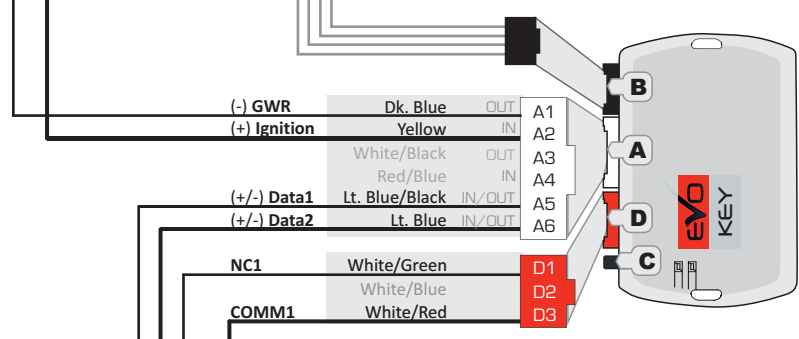 B
(-) GWR Dk. Blue OUT A1
(+) Ignition Yellow IN A2
White/Black OUT A3
A
Red/Blue IN A4
(+/-) Data1 Lt. Blue/Black IN/OUT A5
(+/-) Data2 Lt. Blue IN/OUT A6
EVO
KEY
D
C
NC1 White/Green D1
White/Blue D2
COMM1 White/Red D3